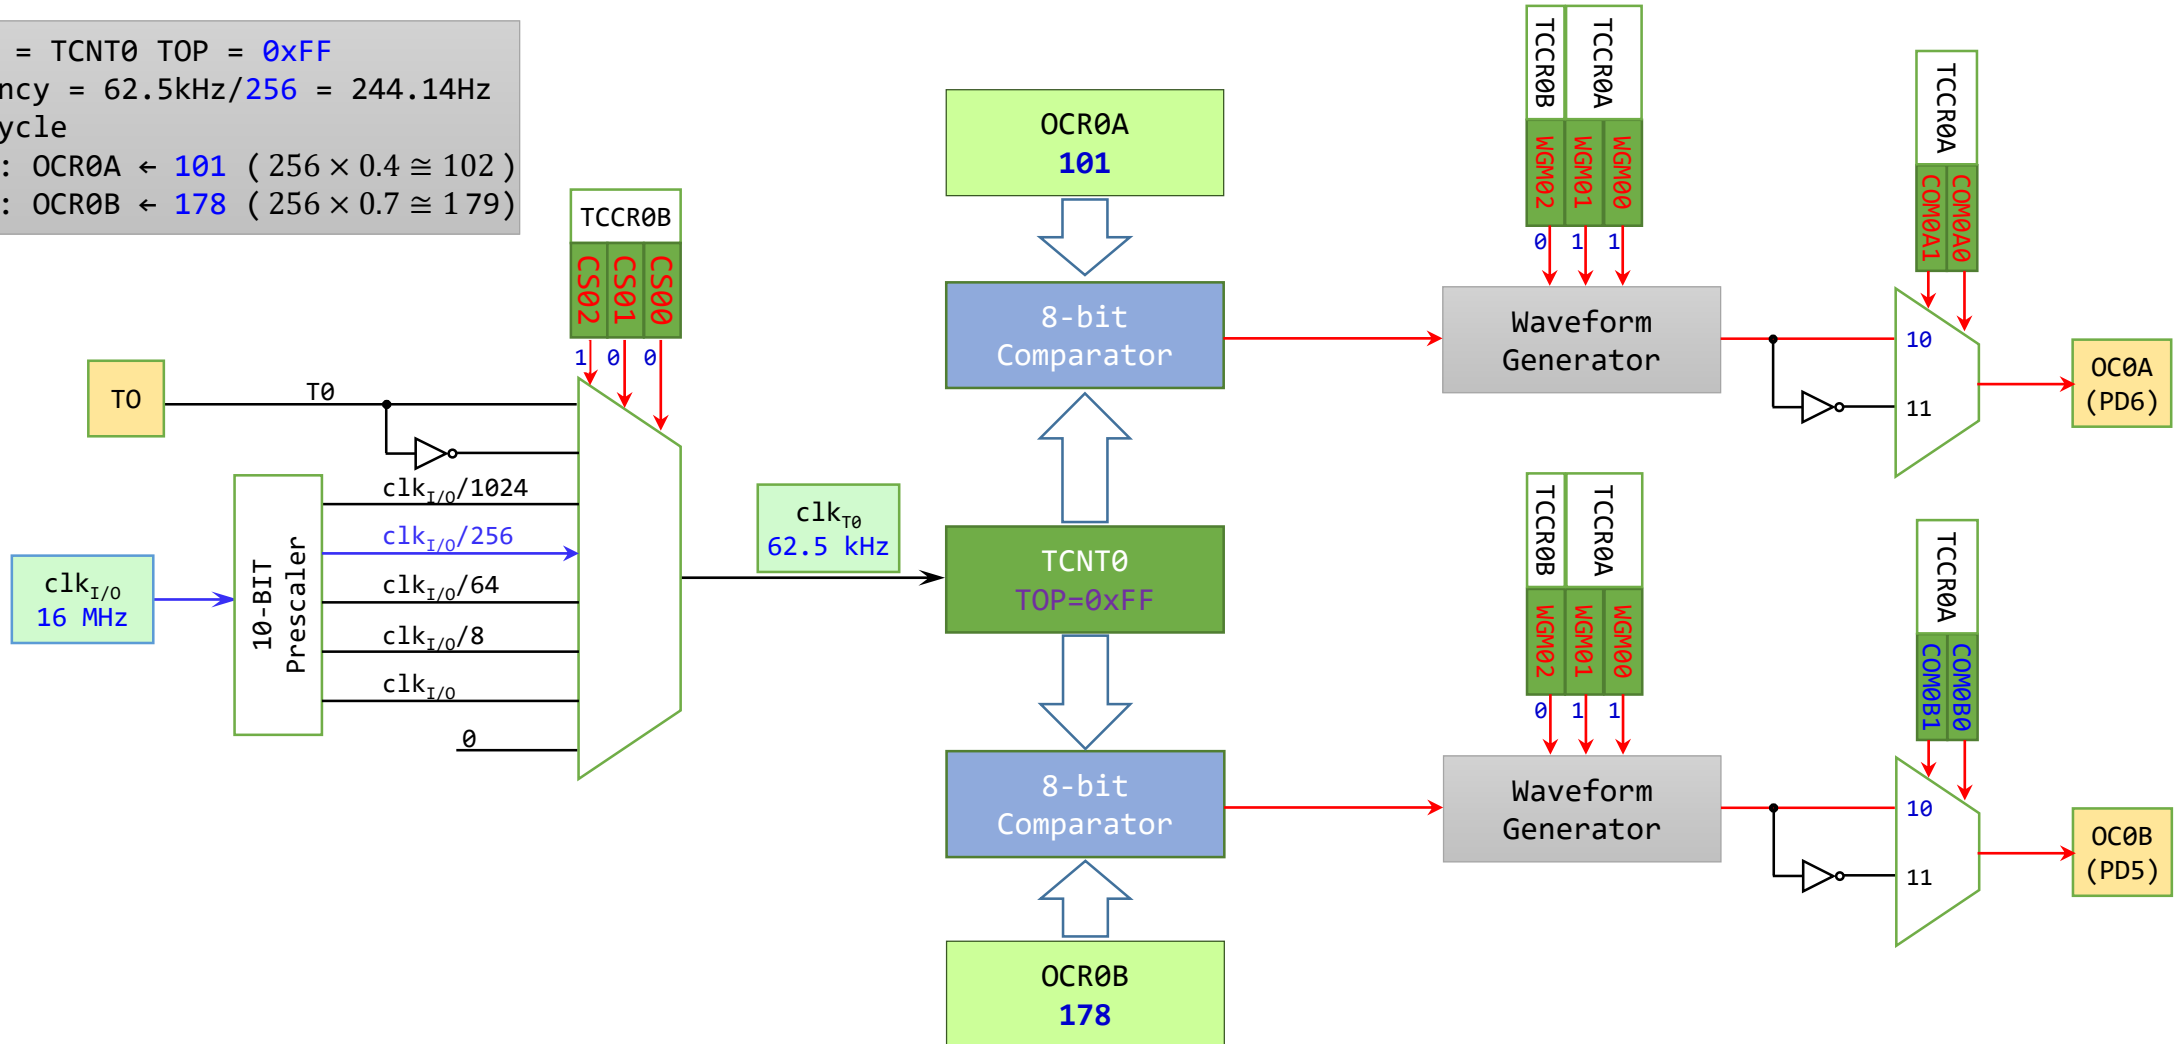 = TCNT0 TOP = 0xFF
ncy = 62.5kHz/256 = 244.14Hz
ycle
: OCR0A ← 101 ( 256 × 0.4 ≅ 102 )
: OCR0B ← 178 ( 256 × 0.7 ≅ 179)
TCCR0B
CS02 CS01 CS00
1 0 0
TO
T0
clkI/O/1024
clkI/O/256
clkI/O/64
clkI/O/8
clkI/O
0
10-BIT
Prescaler
clkI/O
16 MHz
clkT0
62.5 kHz
OCR0A
101
8-bit
Comparator
TCNT0
TOP=0xFF
8-bit
Comparator
OCR0B
178
TCCR0B TCCR0A
WGM02 WGM01 WGM00
0 1 1
Waveform
Generator
TCCR0A
COM0A1 COM0A0
10
11
OC0A
(PD6)
TCCR0B TCCR0A
WGM02 WGM01 WGM00
0 1 1
Waveform
Generator
TCCR0A
COM0B1 COM0B0
10
11
OC0B
(PD5)